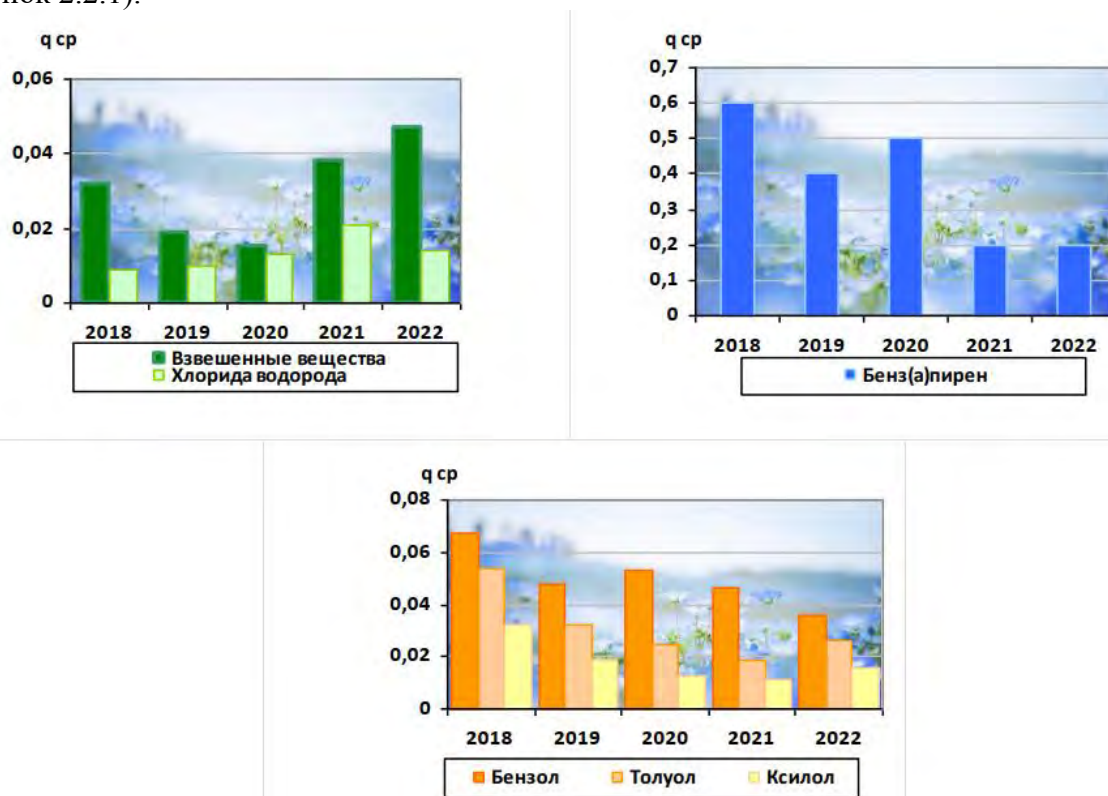 q ср
0,06
0,04
0,02
0
2018 2019 2020 2021 2022
Взвешенные вещества
Хлорида водорода
q ср
0,7
0,6
0,5
0,4
0,3
0,2
0,1
0
2018 2019 2020 2021 2022
Бенз(а)пирен
q ср
0,08
0,06
0,04
0,02
0
2018 2019 2020 2021 2022
Бензол Толуол Ксилол